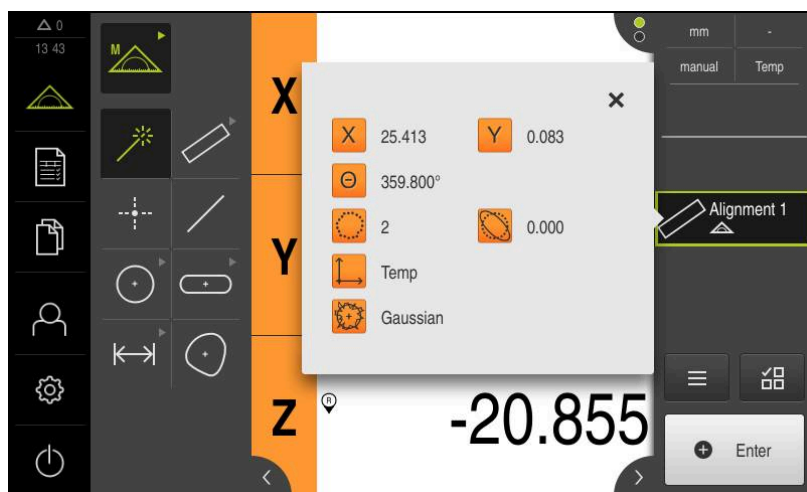 0
13 43
M
X
Y
Z
X 25.413 Y 0.083
Θ 359.800°
2 0.000
Temp
Gaussian
R
-20.855
mm -
manual Temp
Alignment 1
Enter